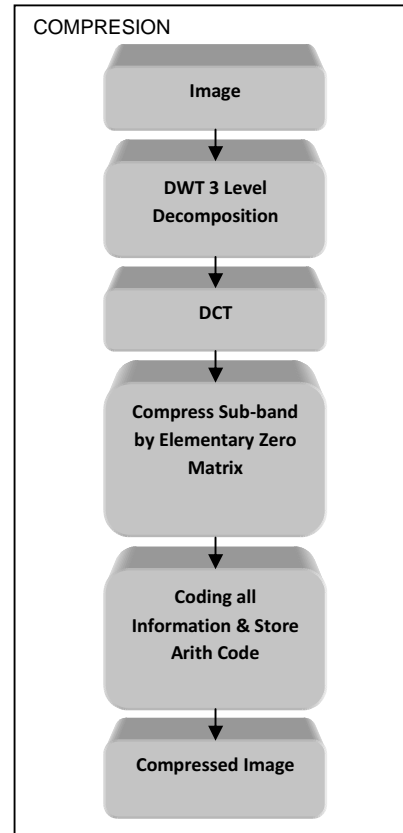 COMPRESION
Image
DWT 3 Level
Decomposition
DCT
Compress Sub-band
by Elementary Zero
Matrix
Coding all
Information & Store
Arith Code
Compressed Image